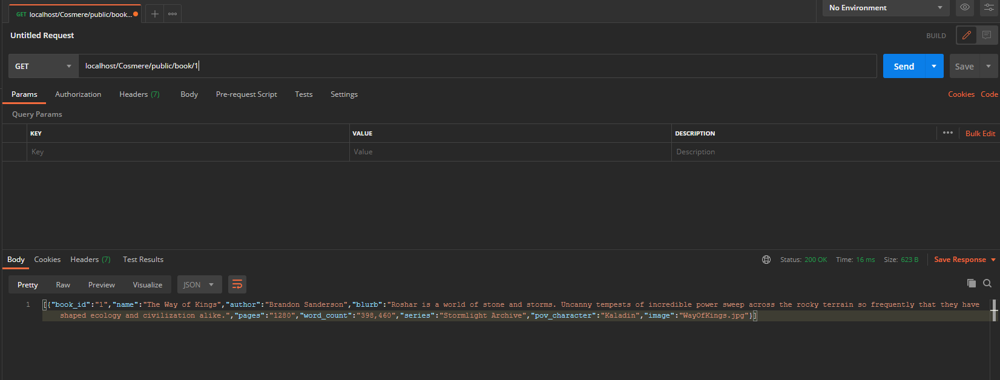 GET localhost/Cosmere/public/book...
No Environment
Untitled Request
BUILD
GET localhost/Cosmere/public/book/1 Send Save
Params Authorization Headers (7) Body Pre-request Script Tests Settings Cookies Code
Query Params
KEY VALUE DESCRIPTION Bulk Edit
Key Value Description
Body Cookies Headers (7) Test Results Status: 200 OK Time: 16 ms Size: 623 B Save Response
Pretty Raw Preview Visualize JSON
1 [{"book_id":"1","name":"The Way of Kings","author":"Brandon Sanderson","blurb":"Roshar is a world of stone and storms. Uncanny tempests of incredible power sweep across the rocky terrain so frequently that they have
shaped ecology and civilization alike.","pages":"1280","word_count":"398,460","series":"Stormlight Archive","pov_character":"Kaladin","image":"WayOfKings.jpg"}]